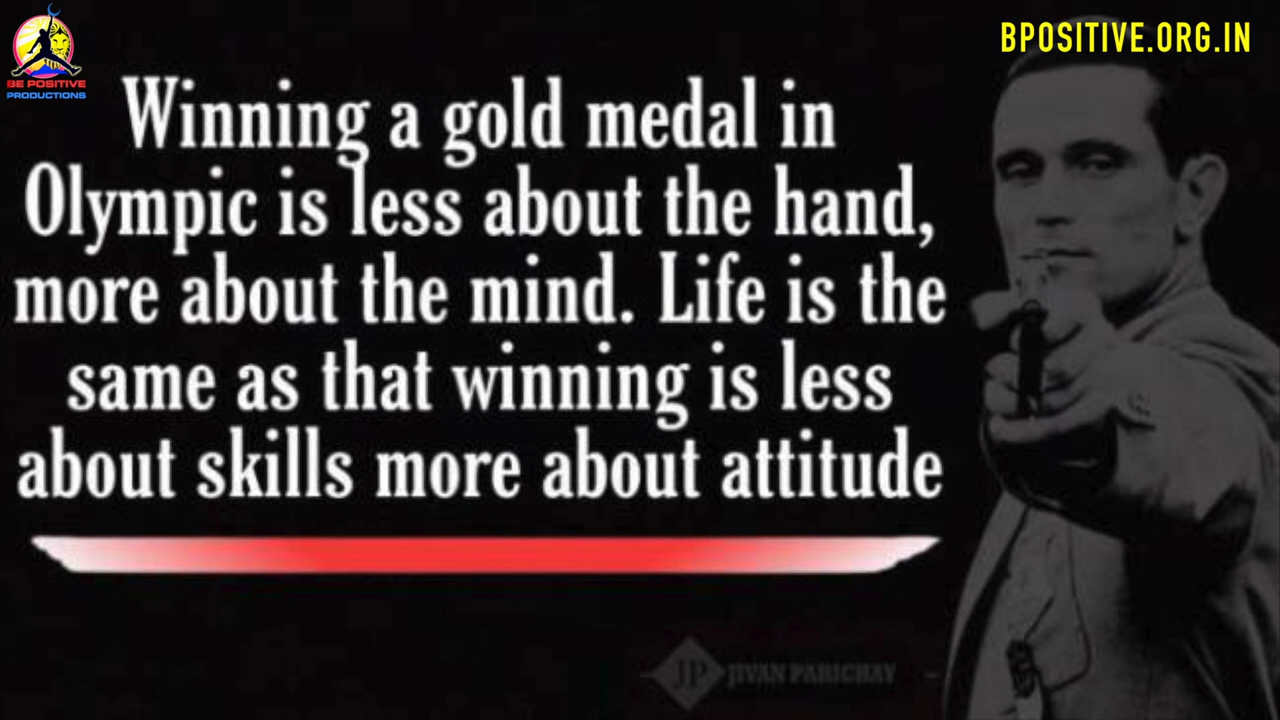 BE POSITIVE
PRODUCTIONS
BPOSITIVE.ORG.IN
Winning a gold medal in
Olympic is less about the hand,
more about the mind. Life is the
same as that winning is less
about skills more about attitude
JP JIVAN PARICHAY